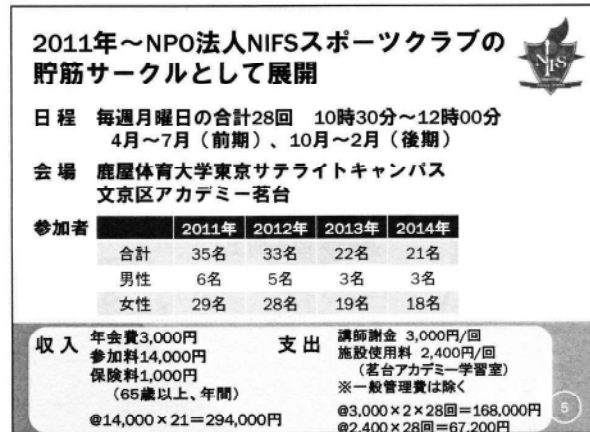 2011年～NPO法人NIFSスポーツクラブの
貯筋サークルとして展開
NIFS
日程 毎週月曜日の合計28回 10時30分～12時00分
4月～7月（前期）、10月～2月（後期）
会場 鹿屋体育大学東京サテライトキャンパス
文京区アカデミー茗台
参加者 2011年 2012年 2013年 2014年
合計 35名 33名 22名 21名
男性 6名 5名 3名 3名
女性 29名 28名 19名 18名
収入 年会費3,000円
参加料14,000円
保険料1,000円
（65歳以上、年間）
@14,000×21＝294,000円
支出 講師謝金 3,000円/回
施設使用料 2,400円/回
（茗台アカデミー学習室）
※一般管理費は除く
@3,000×2×28回＝168,000円
@2,400×28回＝67,200円
5